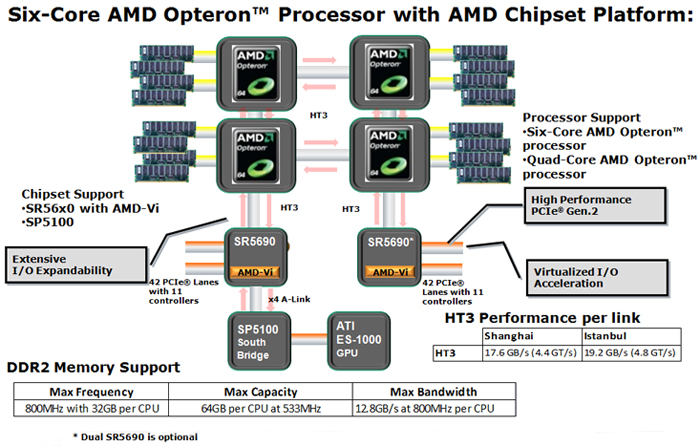 Six-Core AMD Opteron™ Processor with AMD Chipset Platform:
AMD
Opteron
64
AMD
Opteron
64
HT3
AMD
Opteron
64
AMD
Opteron
64
Processor Support
•Six-Core AMD Opteron™
processor
•Quad-Core AMD Opteron™
processor
Chipset Support
•SR56x0 with AMD-Vi
•SP5100
HT3
HT3
High Performance
PCIe® Gen.2
Extensive
I/O Expandability
SR5690
AMD-Vi
SR5690*
AMD-Vi
Virtualized I/O
Acceleration
42 PCIe® Lanes
with 11
controllers
x4 A-Link
42 PCIe®
Lanes with 11
controllers
SP5100
South
Bridge
ATI
ES-1000
GPU
HT3 Performance per link
Shanghai Istanbul
HT3 17.6 GB/s (4.4 GT/s) 19.2 GB/s (4.8 GT/s)
DDR2 Memory Support
Max Frequency Max Capacity Max Bandwidth
800MHz with 32GB per CPU 64GB per CPU at 533MHz 12.8GB/s at 800MHz per CPU
* Dual SR5690 is optional